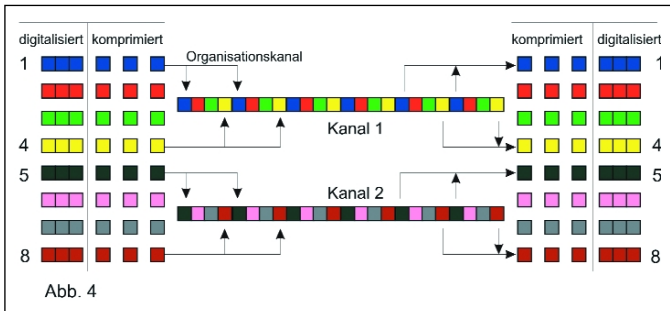 digitalisiert komprimiert komprimiert digitalisiert
1 Organisationskanal 1
Kanal 1
4 4
5 5
Kanal 2
8 8
Abb. 4